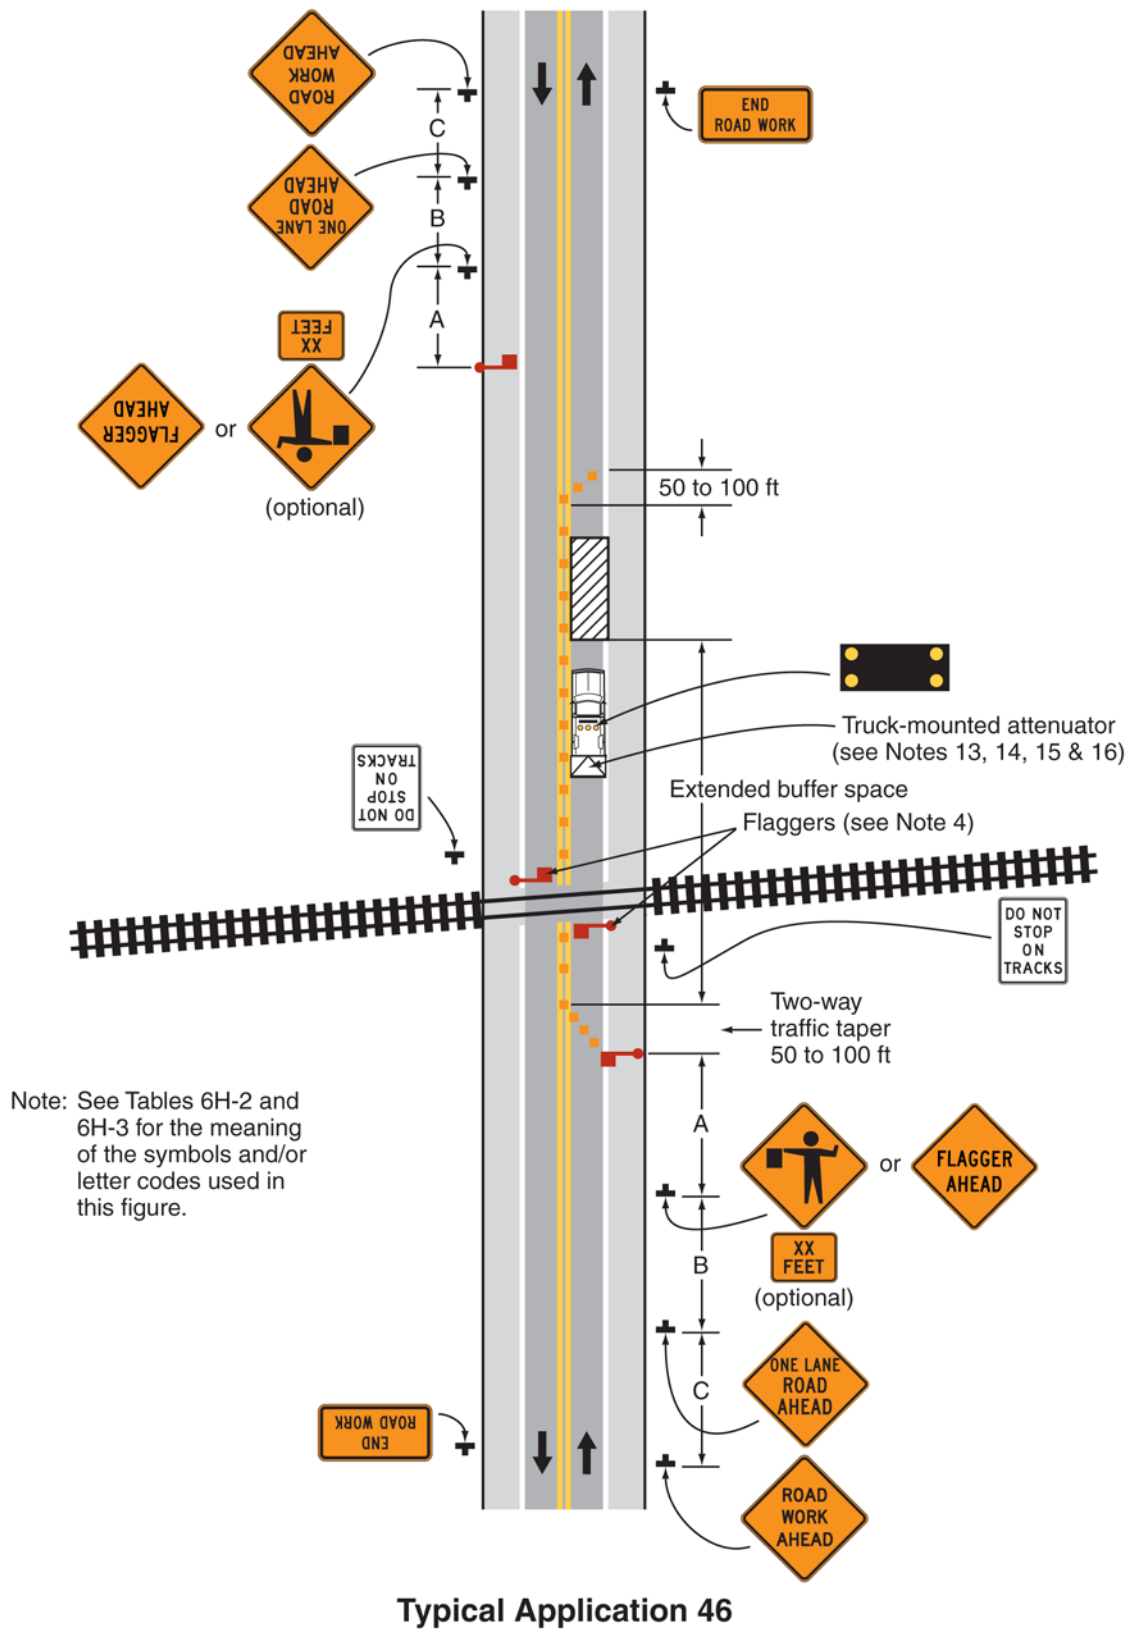 ROAD
WORK
AHEAD
END
ROAD WORK
C
ONE LANE
ROAD
AHEAD
B
A
XX
FEET
FLAGGER
AHEAD
or
(optional)
50 to 100 ft
Truck-mounted attenuator
(see Notes 13, 14, 15 & 16)
DO NOT
STOP
ON
TRACKS
Extended buffer space
Flaggers (see Note 4)
DO NOT
STOP
ON
TRACKS
Two-way
traffic taper
50 to 100 ft
Note: See Tables 6H-2 and
6H-3 for the meaning
of the symbols and/or
letter codes used in
this figure.
A
or
FLAGGER
AHEAD
XX
FEET
(optional)
B
ONE LANE
ROAD
AHEAD
C
END
ROAD WORK
ROAD
WORK
AHEAD
Typical Application 46